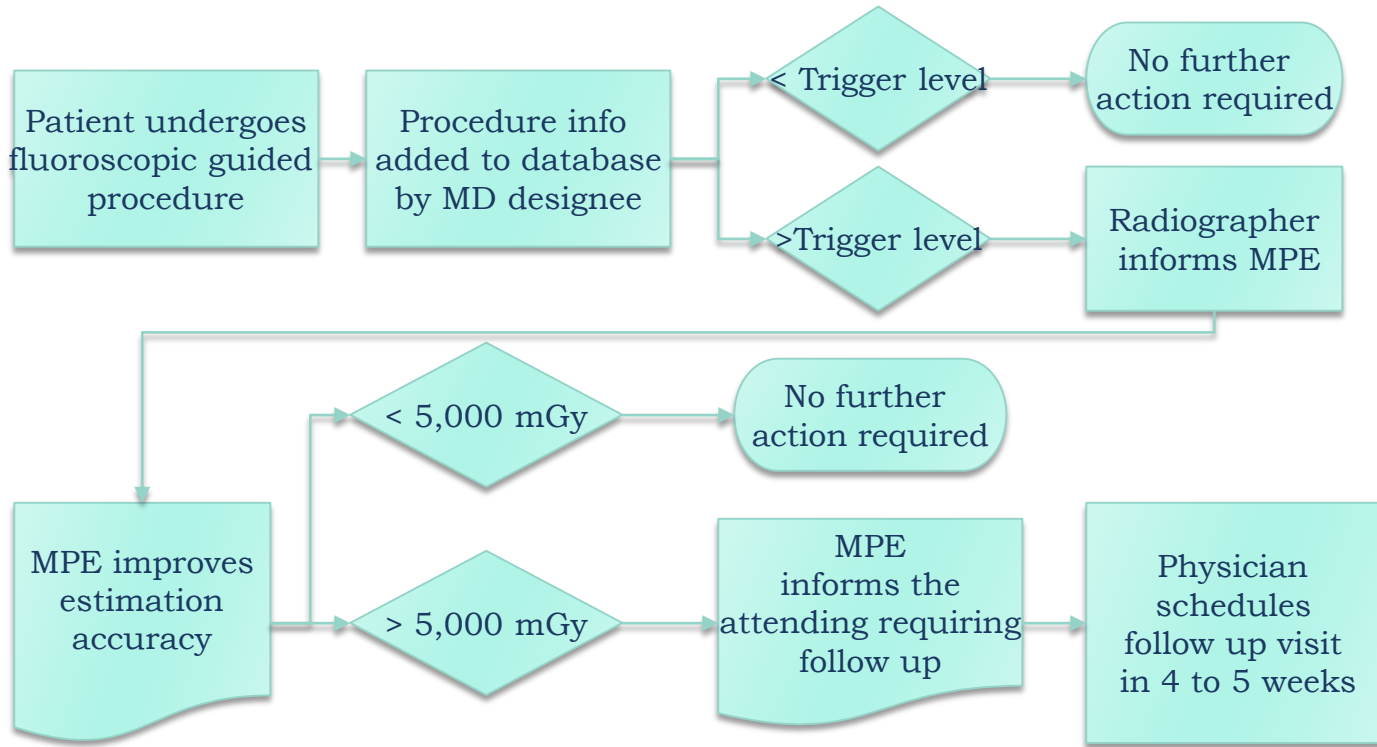 Patient undergoes
fluoroscopic guided
procedure
Procedure info
added to database
by MD designee
< Trigger level
No further
action required
>Trigger level
Radiographer
informs MPE
< 5,000 mGy
No further
action required
MPE improves
estimation
accuracy
> 5,000 mGy
MPE
informs the
attending requiring
follow up
Physician
schedules
follow up visit
in 4 to 5 weeks